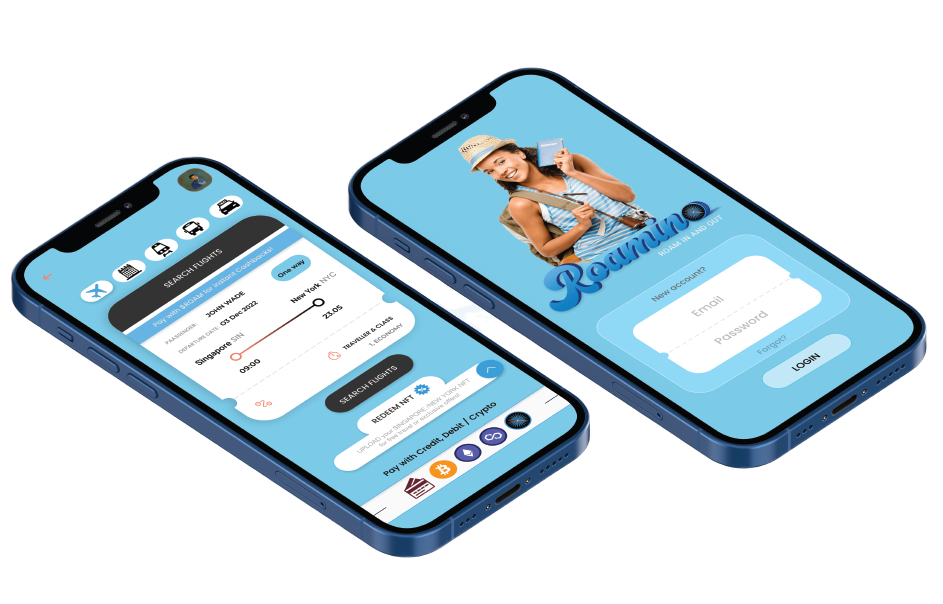 SEARCH FLIGHTS
Pay with $ROAM for Instant Cashbacks!
One way
PAASSENGER: JOHN WADE
DEPARTURE DATE: 03 Dec 2022
Singapore SIN
New York NYC
09:00
23.05
TRAVELLER & CLASS
1, ECONOMY
SEARCH FLIGHTS
REDEEM NFT
UPLOAD your SINGAPORE-NEW YORK NFT
for free travel or exclusive offers!
Pay with Credit, Debit / Crypto
Roamino
ROAM IN AND OUT
New account?
Email
Password
Forgot?
LOGIN